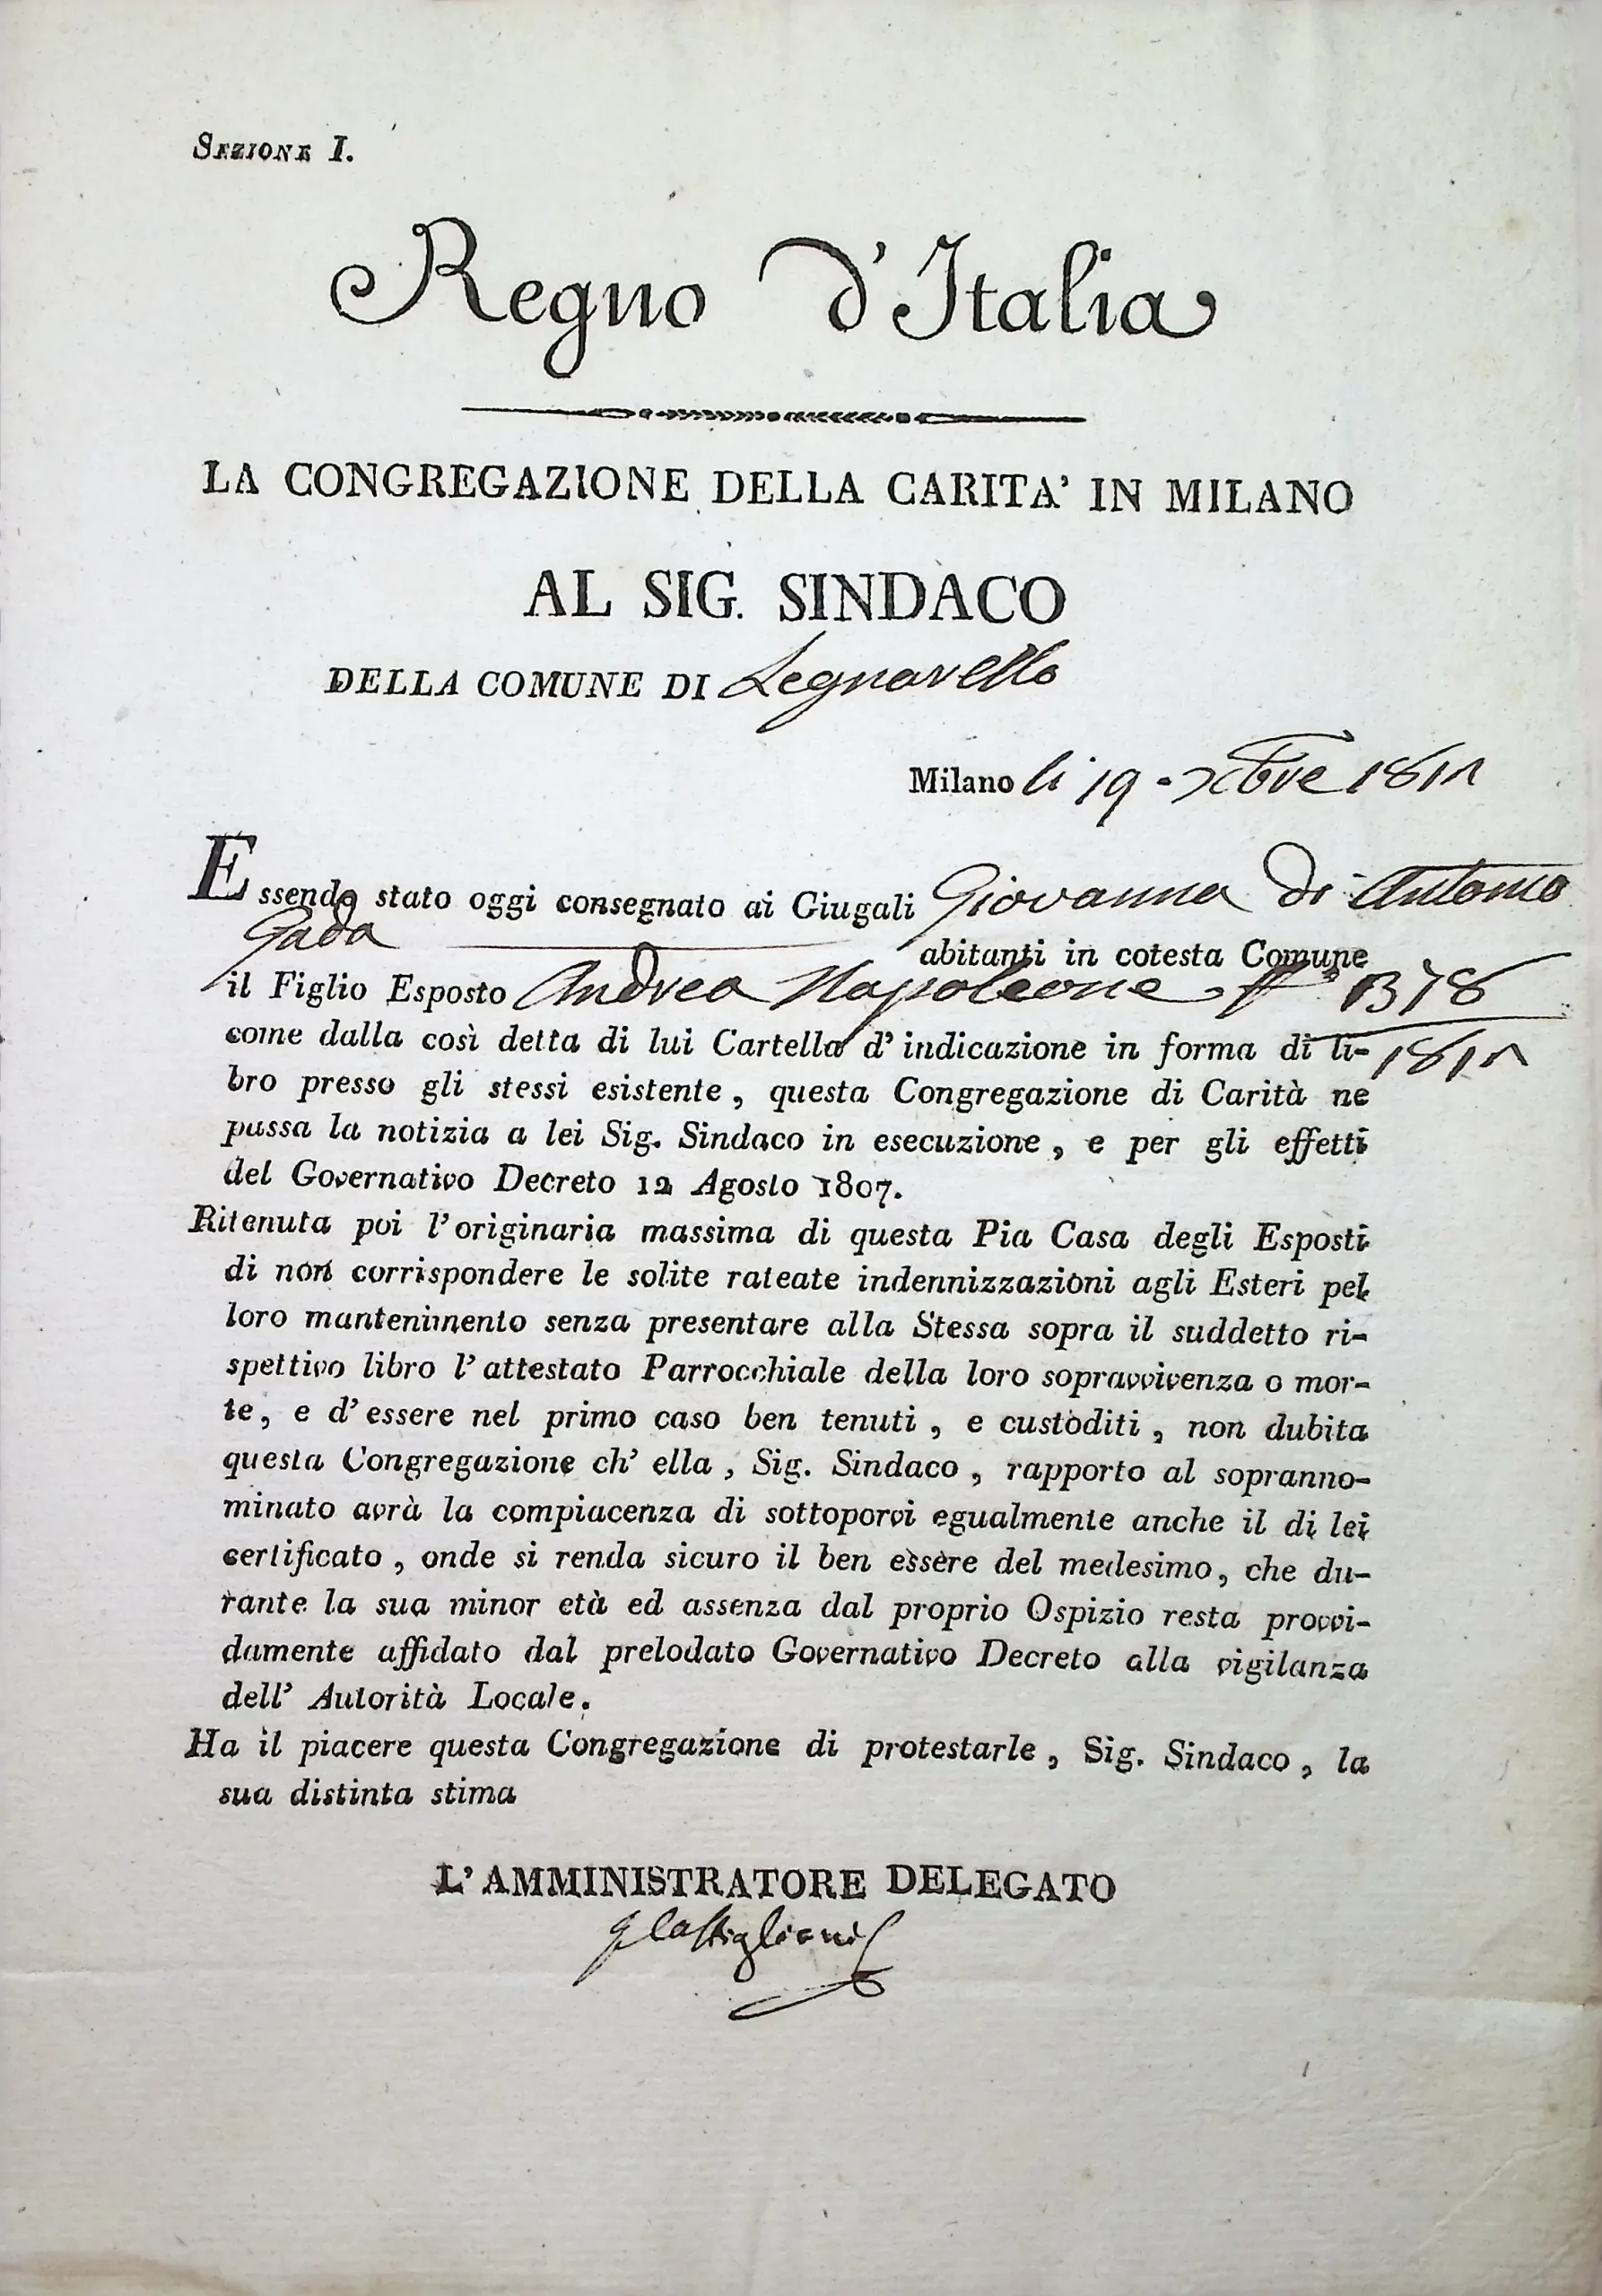 SEZIONE I.
Regno d'Italia
LA CONGREGAZIONE DELLA CARITA' IN MILANO
AL SIG. SINDACO
DELLA COMUNE DI Legnarello
Milano li 19 - Xbre 1811
Essendo stato oggi consegnato ai Giugali Giovanna di Antonio
Gada abitanti in cotesta Comune
il Figlio Esposto Andrea Napoleone N° 1378
come dalla così detta di lui Cartella d' indicazione in forma di li- 1811
bro presso gli stessi esistente, questa Congregazione di Carità ne
passa la notizia a lei Sig. Sindaco in esecuzione, e per gli effetti
del Governativo Decreto 12 Agosto 1807.
Ritenuta poi l'originaria massima di questa Pia Casa degli Esposti
di non corrispondere le solite rateate indennizzazioni agli Esteri pel
loro mantenimento senza presentare alla Stessa sopra il suddetto ri-
spettivo libro l'attestato Parrocchiale della loro sopravvivenza o mor-
te, e d'essere nel primo caso ben tenuti, e custoditi, non dubita
questa Congregazione ch' ella, Sig. Sindaco, rapporto al soprанno-
minato avrà la compiacenza di sottoporvi egualmente anche il di lei
certificato, onde si renda sicuro il ben essere del medesimo, che du-
rante la sua minor età ed assenza dal proprio Ospizio resta provvi-
damente affidato dal prelodato Governativo Decreto alla vigilanza
dell' Autorità Locale.
Ha il piacere questa Congregazione di protestarle, Sig. Sindaco, la
sua distinta stima
L'AMMINISTRATORE DELEGATO
Castiglioni